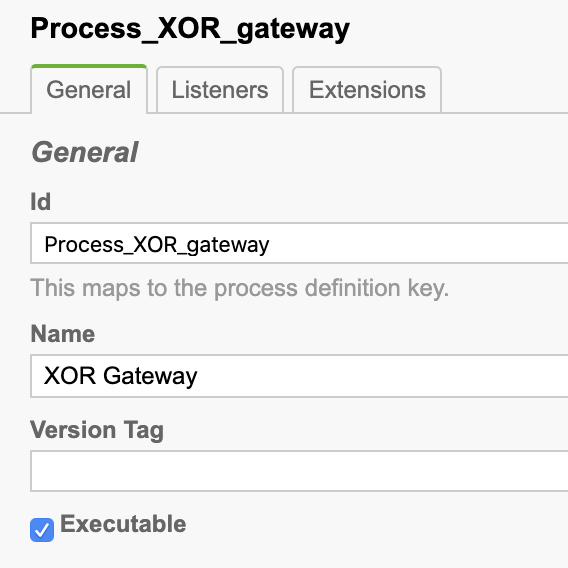 Process_XOR_gateway
General
Listeners
Extensions
General
Id
Process_XOR_gateway
This maps to the process definition key.
Name
XOR Gateway
Version Tag
Executable